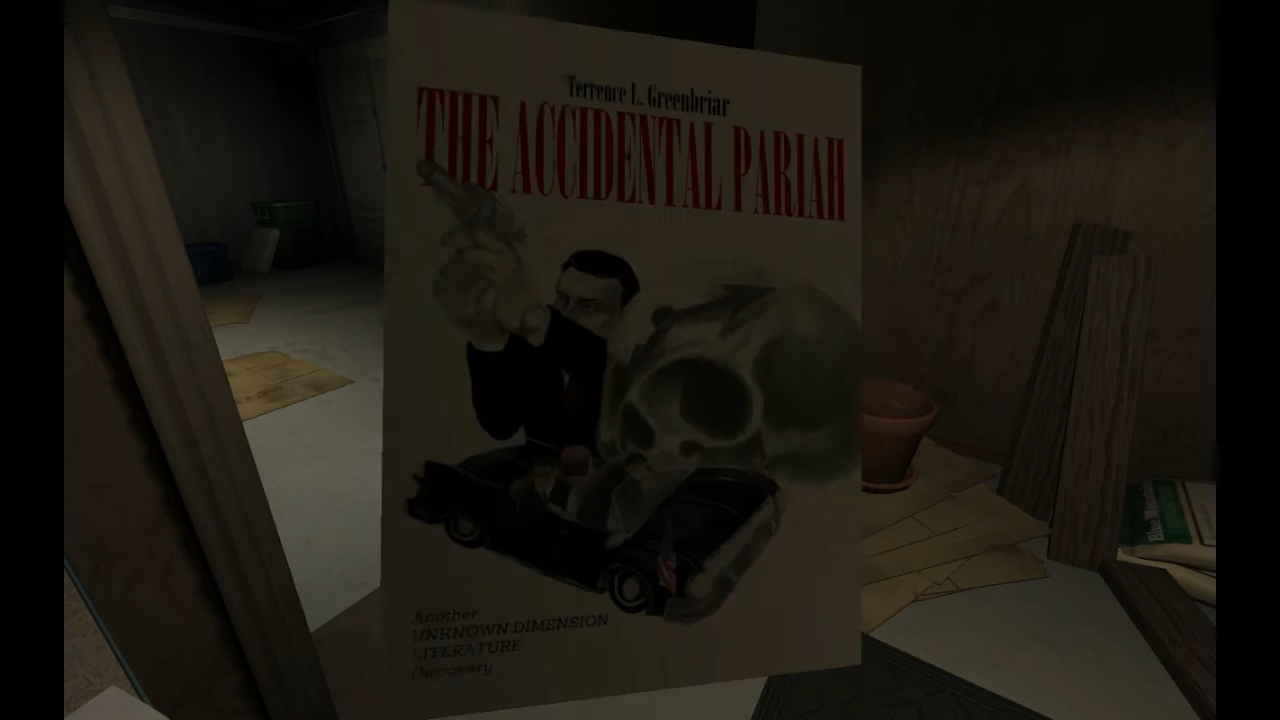 Terrence L. Greenbriar
THE ACCIDENTAL PARIAH
Another
UNKNOWN DIMENSION
LITERATURE
Discovery